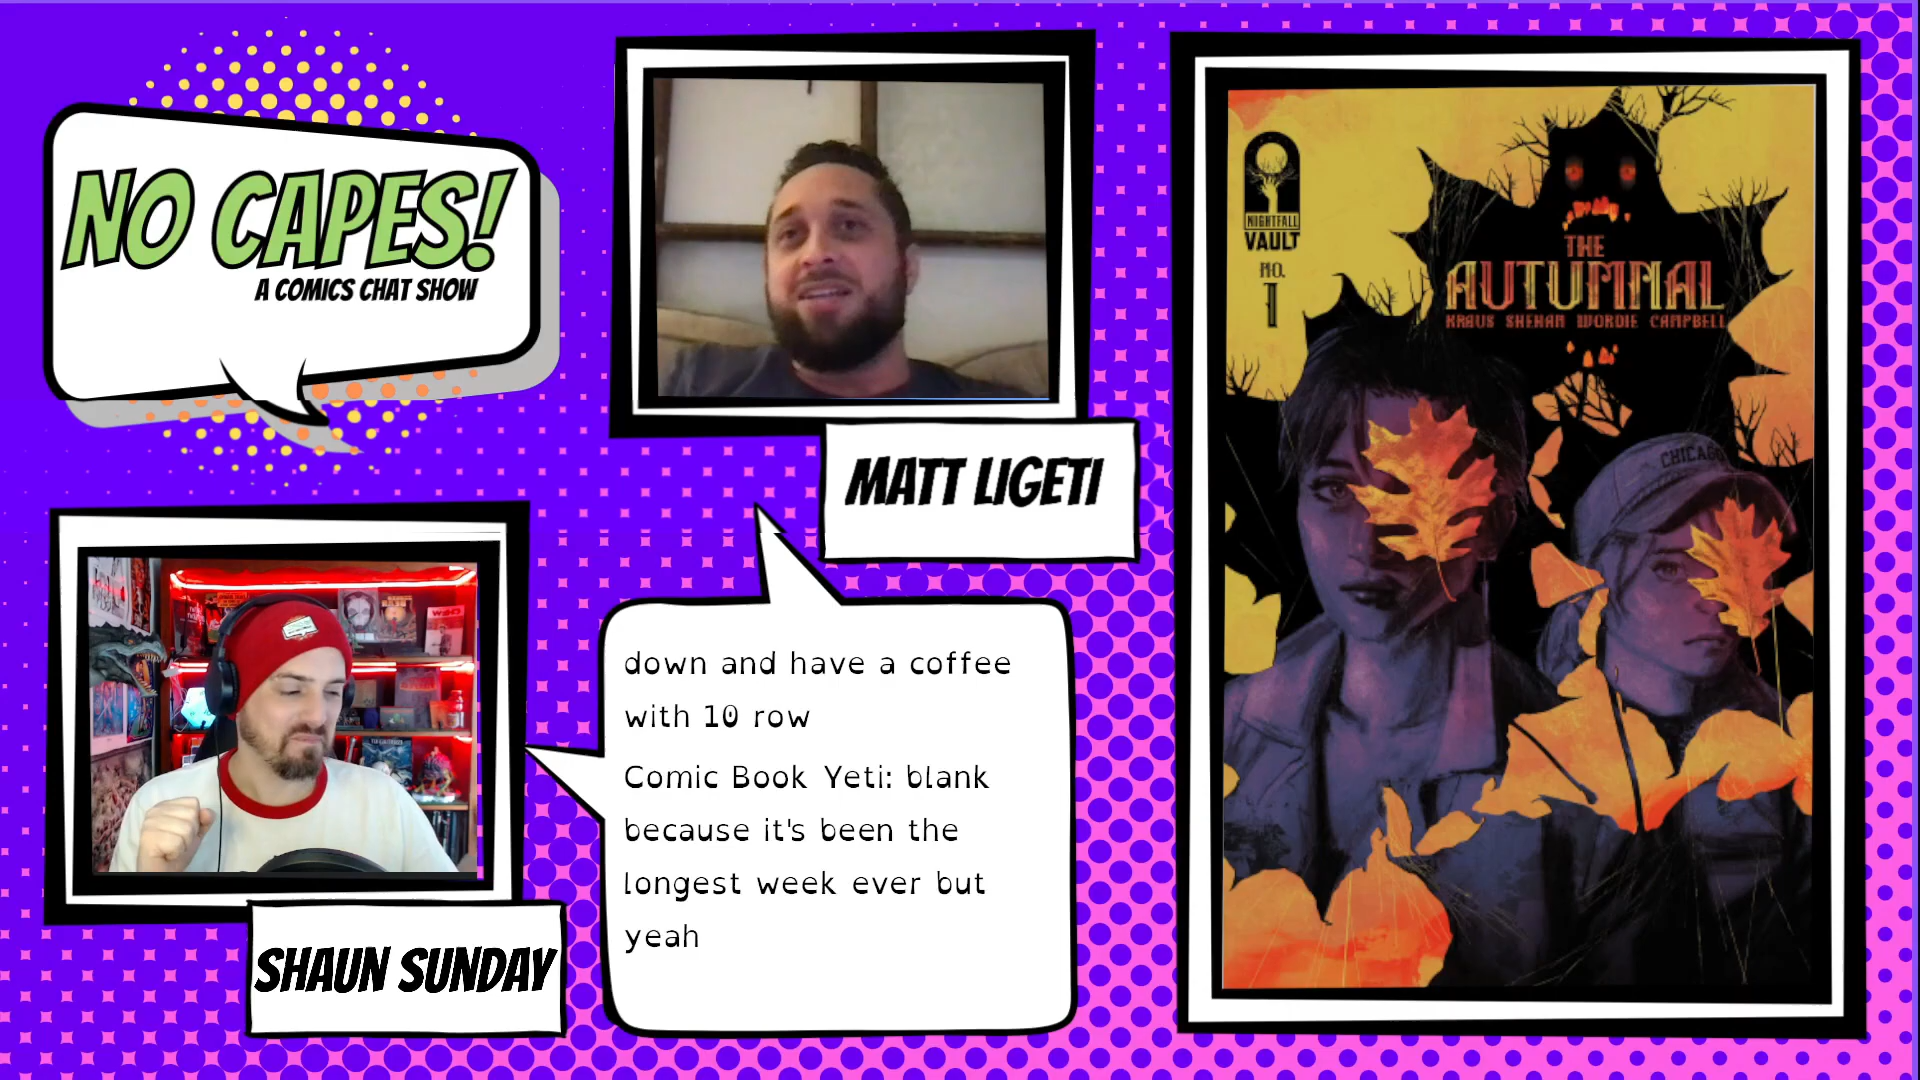 NO CAPES!
A COMICS CHAT SHOW
MATT LIGETI
SHAUN SUNDAY
down and have a coffee
with 10 row
Comic Book Yeti: blank
because it's been the
longest week ever but
yeah
NIGHTFALL
VAULT
NO.
1
THE
AUTUMNAL
KRAUS SHEHAN WORDIE CAMPBELL
CHICAGO